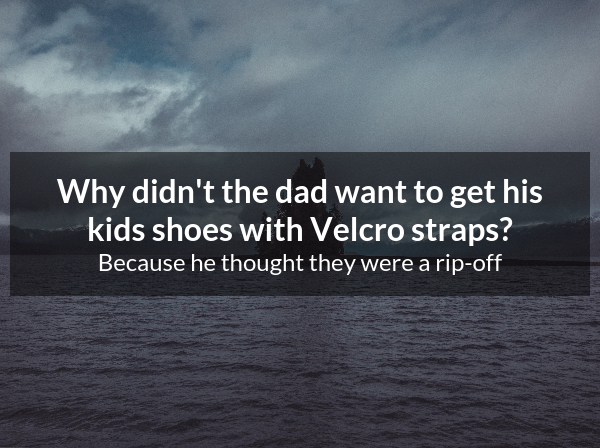 Why didn't the dad want to get his
kids shoes with Velcro straps?
Because he thought they were a rip-off